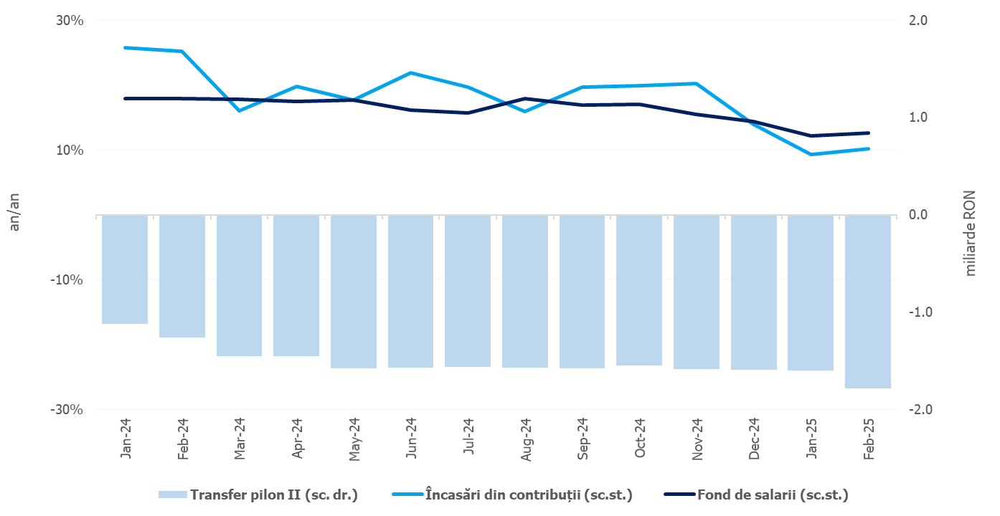 30%
10%
-10%
-30%
an/an
2.0
1.0
0.0
-1.0
-2.0
miliarde RON
Jan-24
Feb-24
Mar-24
Apr-24
May-24
Jun-24
Jul-24
Aug-24
Sep-24
Oct-24
Nov-24
Dec-24
Jan-25
Feb-25
Transfer pilon II (sc. dr.)
Încasări din contribuții (sc.st.)
Fond de salarii (sc.st.)